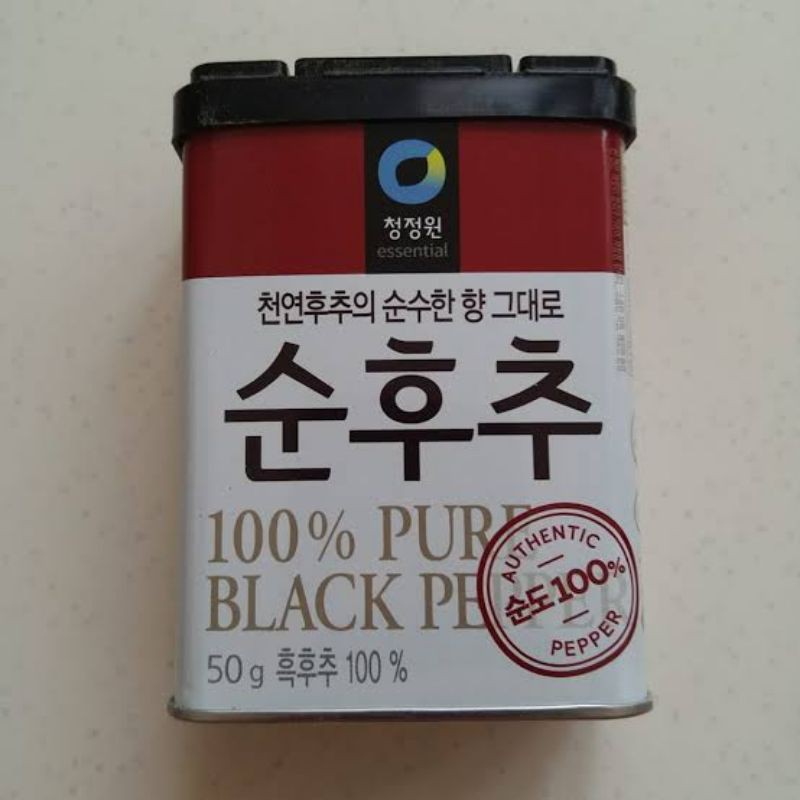 청정원
essential
천연후추의 순수한 향 그대로
순후추
100% PURE
BLACK PEPPER
AUTHENTIC
순도100%
PEPPER
50g 흑후추 100 %